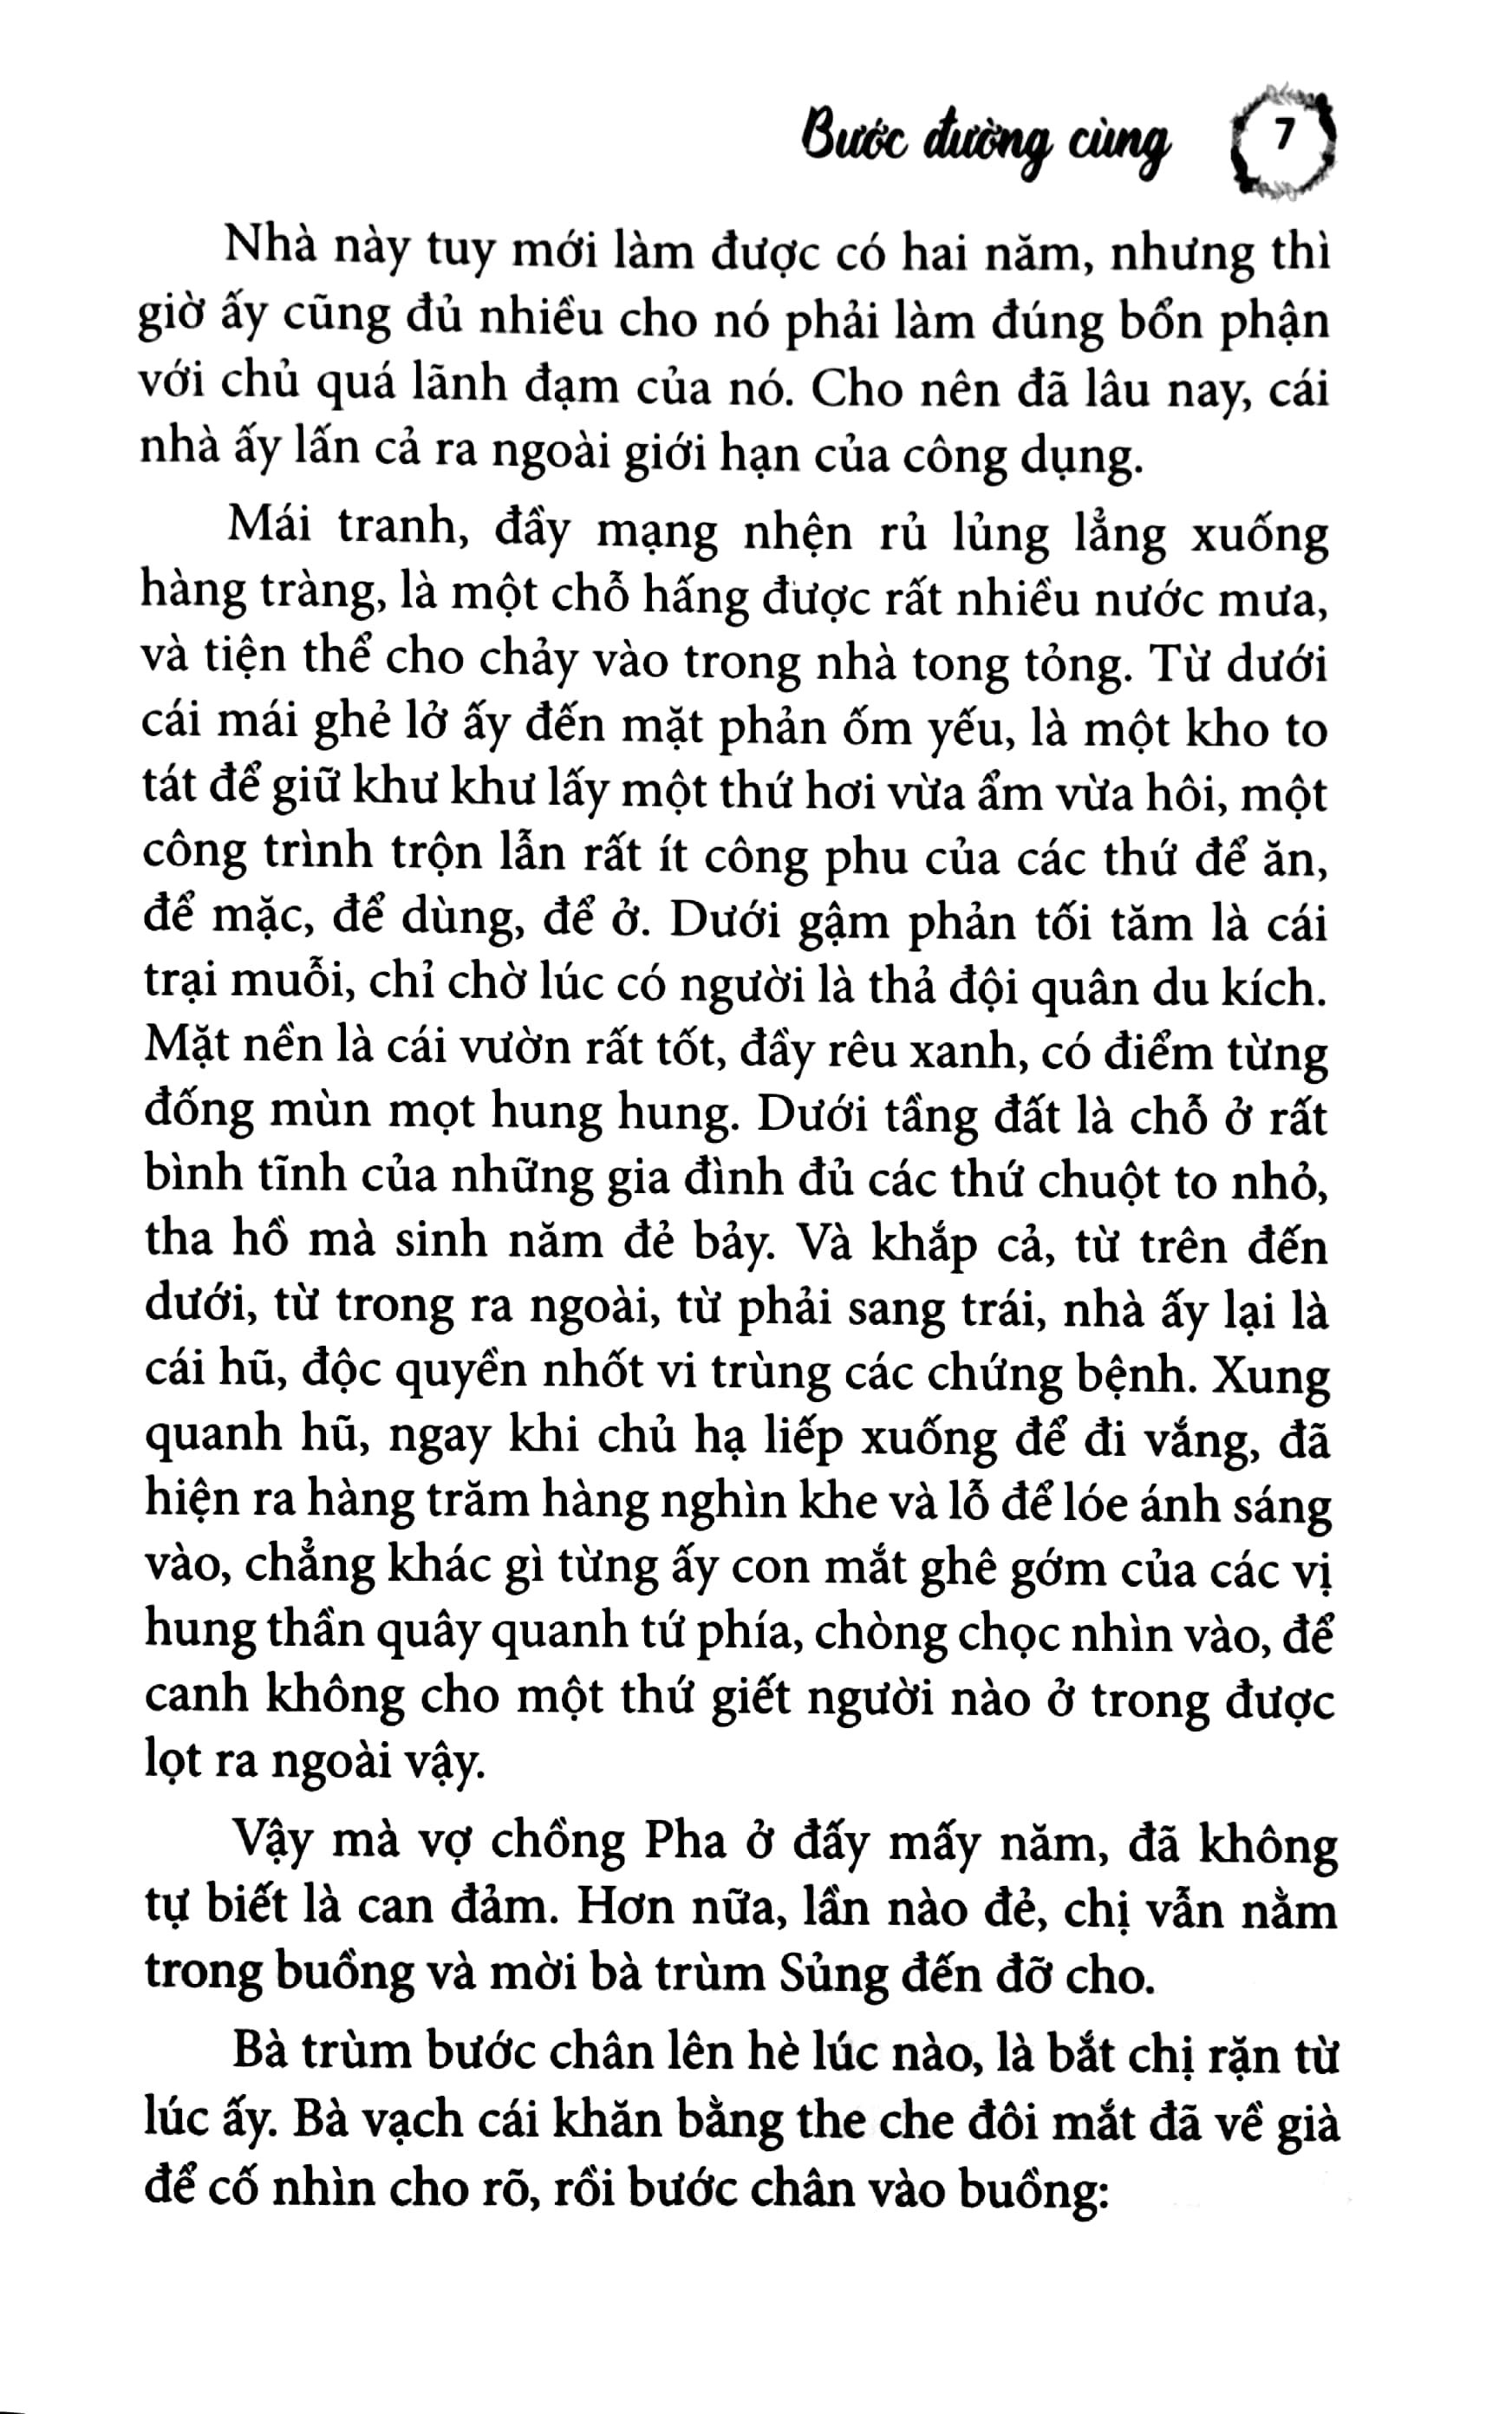 Bước đường cùng 7
Nhà này tuy mới làm được có hai năm, nhưng thì
giờ ấy cũng đủ nhiều cho nó phải làm đúng bổn phận
với chủ quá lãnh đạm của nó. Cho nên đã lâu nay, cái
nhà ấy lấn cả ra ngoài giới hạn của công dụng.
Mái tranh, đầy mạng nhện rủ lủng lẳng xuống
hàng tràng, là một chỗ hấng được rất nhiều nước mưa,
và tiện thể cho chảy vào trong nhà tong tỏng. Từ dưới
cái mái ghẻ lở ấy đến mặt phản ốm yếu, là một kho to
tát để giữ khư khư lấy một thứ hơi vừa ẩm vừa hôi, một
công trình trộn lẫn rất ít công phu của các thứ để ăn,
để mặc, để dùng, để ở. Dưới gậm phản tối tăm là cái
trại muỗi, chỉ chờ lúc có người là thả đội quân du kích.
Mặt nền là cái vườn rất tốt, đầy rêu xanh, có điểm từng
đống mùn mọt hung hung. Dưới tầng đất là chỗ ở rất
bình tĩnh của những gia đình đủ các thứ chuột to nhỏ,
tha hồ mà sinh năm đẻ bảy. Và khắp cả, từ trên đến
dưới, từ trong ra ngoài, từ phải sang trái, nhà ấy lại là
cái hũ, độc quyền nhốt vi trùng các chứng bệnh. Xung
quanh hũ, ngay khi chủ hạ liếp xuống để đi vắng, đã
hiện ra hàng trăm hàng nghìn khe và lỗ để lóe ánh sáng
vào, chẳng khác gì từng ấy con mắt ghê gớm của các vị
hung thần quây quanh tứ phía, chòng chọc nhìn vào, để
canh không cho một thứ giết người nào ở trong được
lọt ra ngoài vậy.
Vậy mà vợ chồng Pha ở đấy mấy năm, đã không
tự biết là can đảm. Hơn nữa, lần nào đẻ, chị vẫn nằm
trong buồng và mời bà trùm Sủng đến đỡ cho.
Bà trùm bước chân lên hè lúc nào, là bắt chị rặn từ
lúc ấy. Bà vạch cái khăn bằng the che đôi mắt đã về già
để cố nhìn cho rõ, rồi bước chân vào buồng: